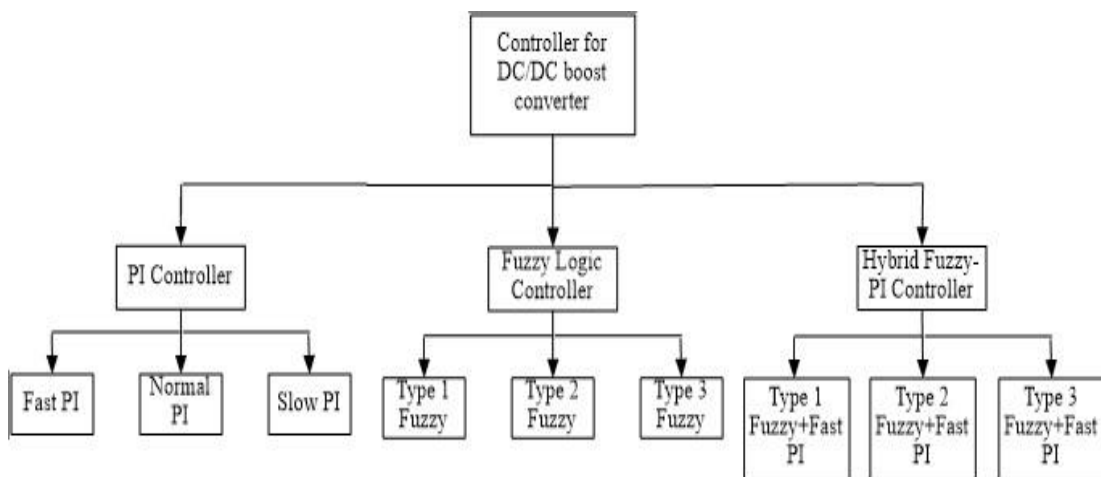 Controller for
DC/DC boost
converter
PI Controller
Fuzzy Logic
Controller
Hybrid Fuzzy-
PI Controller
Fast PI
Normal
PI
Slow PI
Type 1
Fuzzy
Type 2
Fuzzy
Type 3
Fuzzy
Type 1
Fuzzy+Fast
PI
Type 2
Fuzzy+Fast
PI
Type 3
Fuzzy+Fast
PI